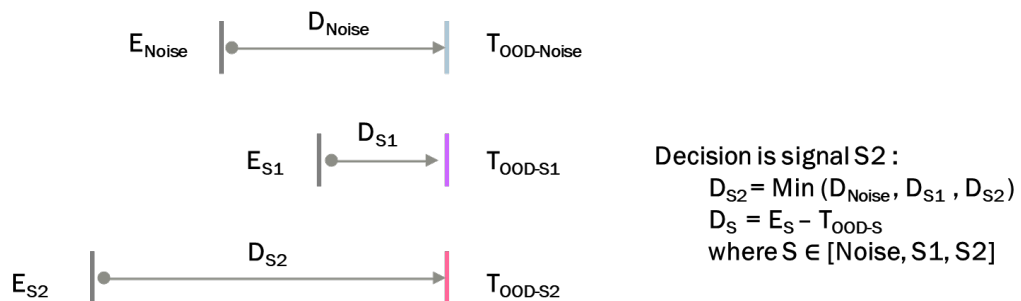 D_Noise
E_Noise
T_OOD-Noise
D_S1
E_S1
T_OOD-S1
D_S2
E_S2
T_OOD-S2
Decision is signal S2 :
D_S2 = Min (D_Noise, D_S1 , D_S2)
D_S = E_S – T_OOD-S
where S ∈ [Noise, S1, S2]